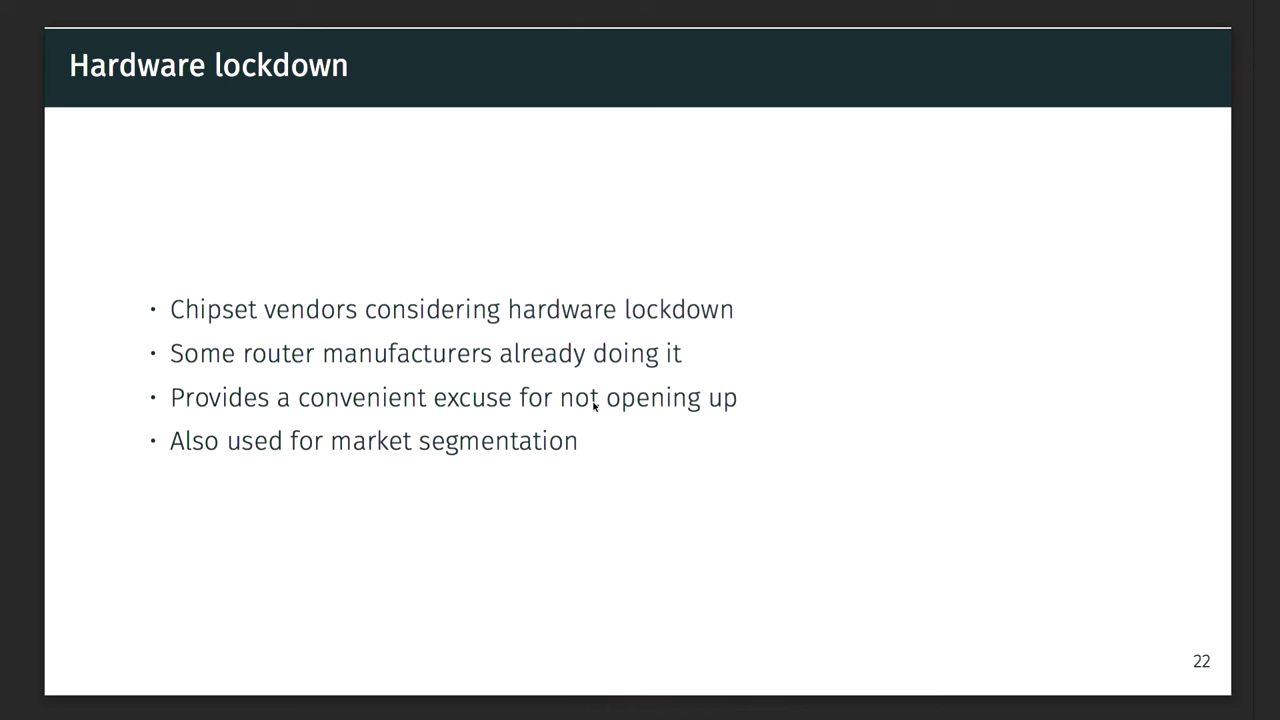 Hardware lockdown
• Chipset vendors considering hardware lockdown
• Some router manufacturers already doing it
• Provides a convenient excuse for not opening up
• Also used for market segmentation
22